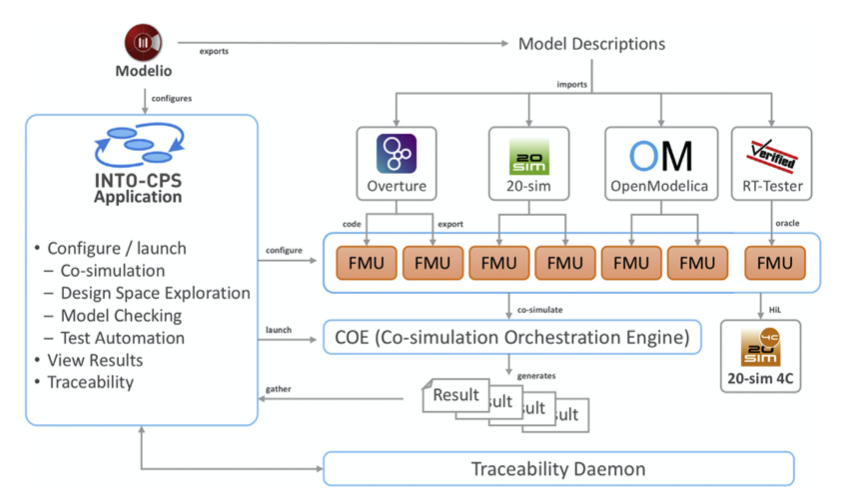 Modelio
exports
Model Descriptions
configures
imports
INTO-CPS
Application
• Configure / launch
– Co-simulation
– Design Space Exploration
– Model Checking
– Test Automation
• View Results
• Traceability
Overture
20 sim
20-sim
OM
OpenModelica
Verified
RT-Tester
code
export
oracle
configure
FMU
FMU
FMU
FMU
FMU
FMU
FMU
co-simulate
HiL
launch
COE (Co-simulation Orchestration Engine)
4C
20 sim
20-sim 4C
generates
gather
Result
sult
ult
ult
Traceability Daemon